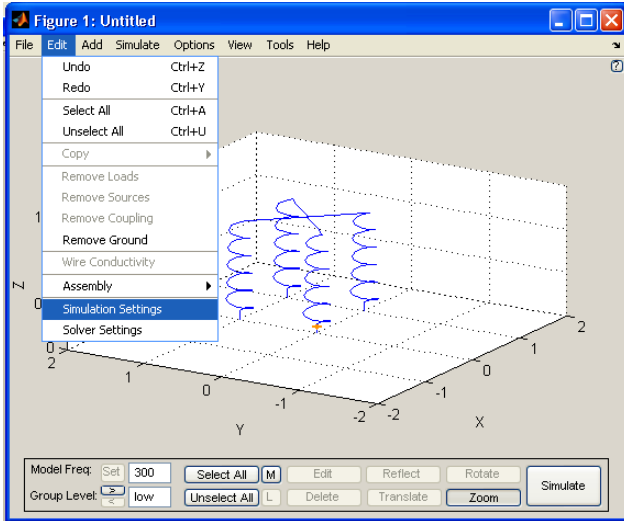 Figure 1: Untitled
File Edit Add Simulate Options View Tools Help
Undo Ctrl+Z
Redo Ctrl+Y
Select All Ctrl+A
Unselect All Ctrl+U
Copy
Remove Loads
Remove Sources
Remove Coupling
Remove Ground
Wire Conductivity
Assembly
Simulation Settings
Solver Settings
Z
1
0
0
2
1
0
-1
-2
Y
-2
-1
0
1
2
X
Model Freq: Set 300 Select All M Edit Reflect Rotate
Simulate
Group Level: > < low Unselect All L Delete Translate Zoom